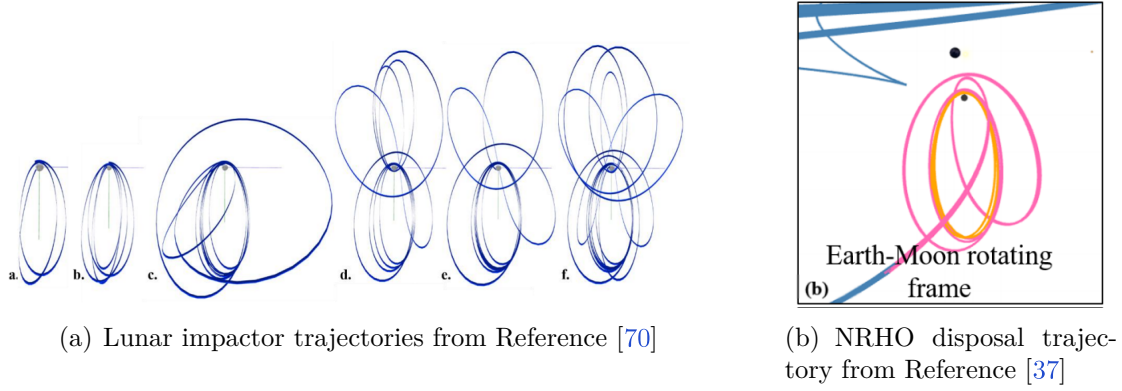 a.
b.
c.
d.
e.
f.
Earth-Moon rotating
(b)
frame
(a) Lunar impactor trajectories from Reference [70]
(b) NRHO disposal trajec-
tory from Reference [37]